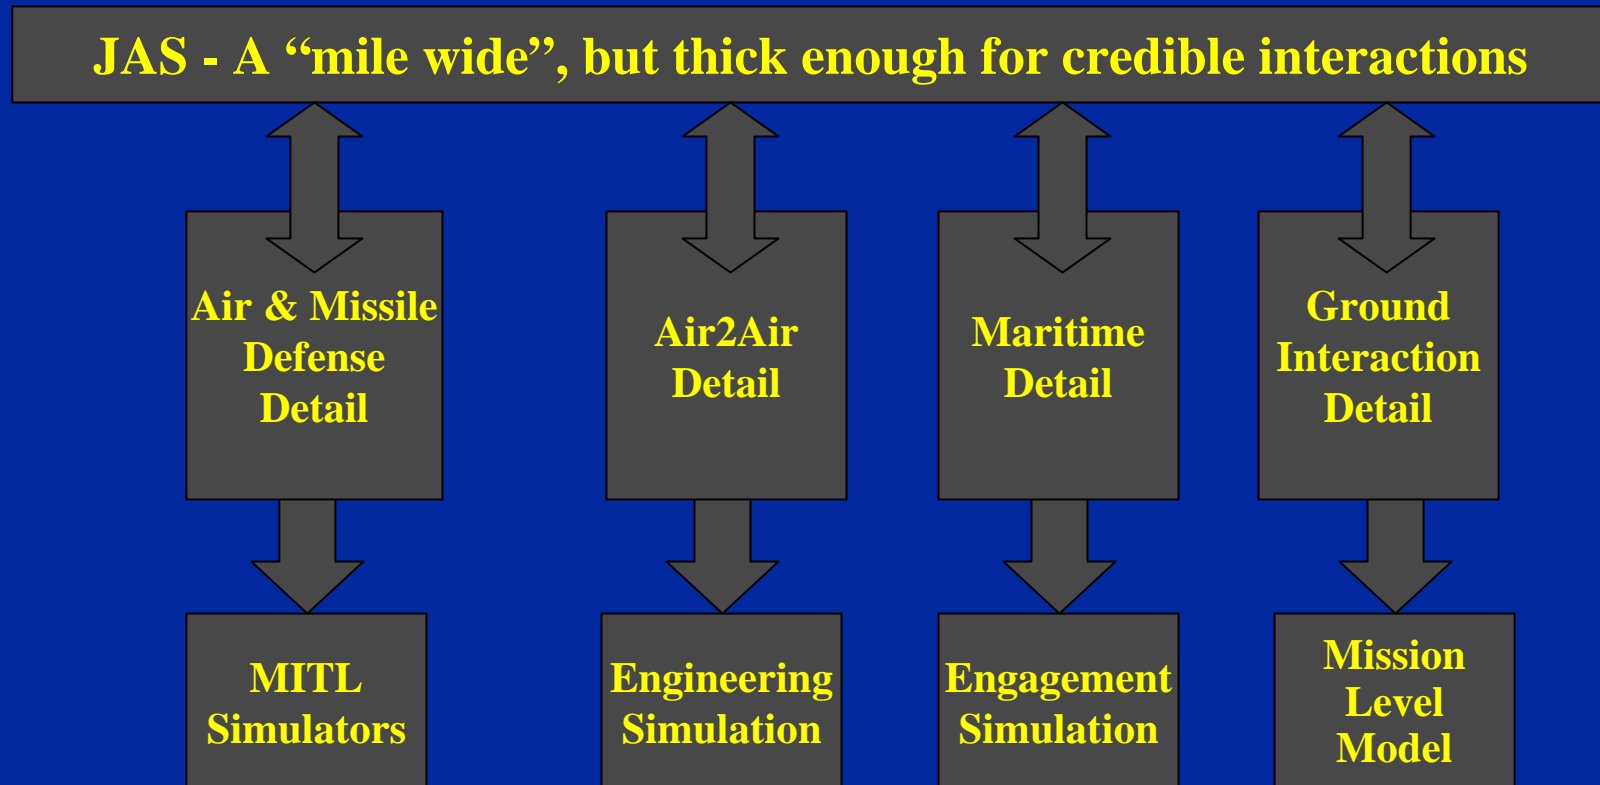 JAS - A “mile wide”, but thick enough for credible interactions
Air & Missile
Defense
Detail
Air2Air
Detail
Maritime
Detail
Ground
Interaction
Detail
MITL
Simulators
Engineering
Simulation
Engagement
Simulation
Mission
Level
Model